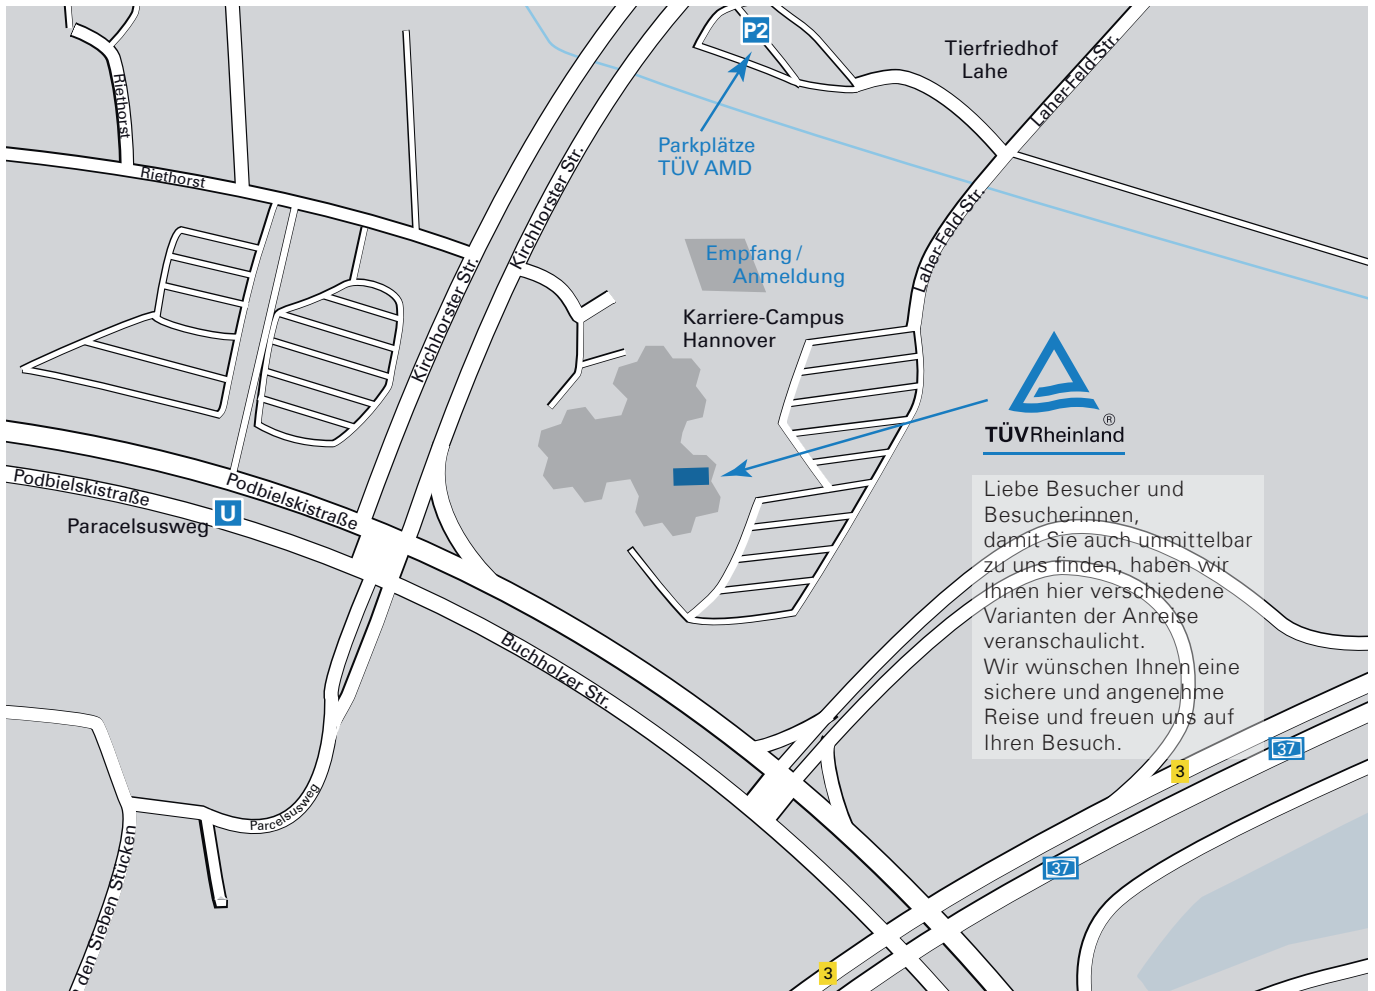 P2
Tierfriedhof
Lahe
Laher-Feld-Str.
Riethorst
Parkplätze
TÜV AMD
Riethorst
Kirchhorster Str.
Laher-Feld-Str.
Empfang /
Anmeldung
Kirchhorster Str.
Karriere-Campus
Hannover
®
TÜVRheinland
Podbielskistraße
Podbielskistraße
U
Paracelsusweg
Liebe Besucher und
Besucherinnen,
damit Sie auch unmittelbar
zu uns finden, haben wir
Ihnen hier verschiedene
Varianten der Anreise
veranschaulicht.
Wir wünschen Ihnen eine
sichere und angenehme
Reise und freuen uns auf
Ihren Besuch.
Buchholzer Str.
37
3
Parcelsusweg
37
den Sieben Stücken
3